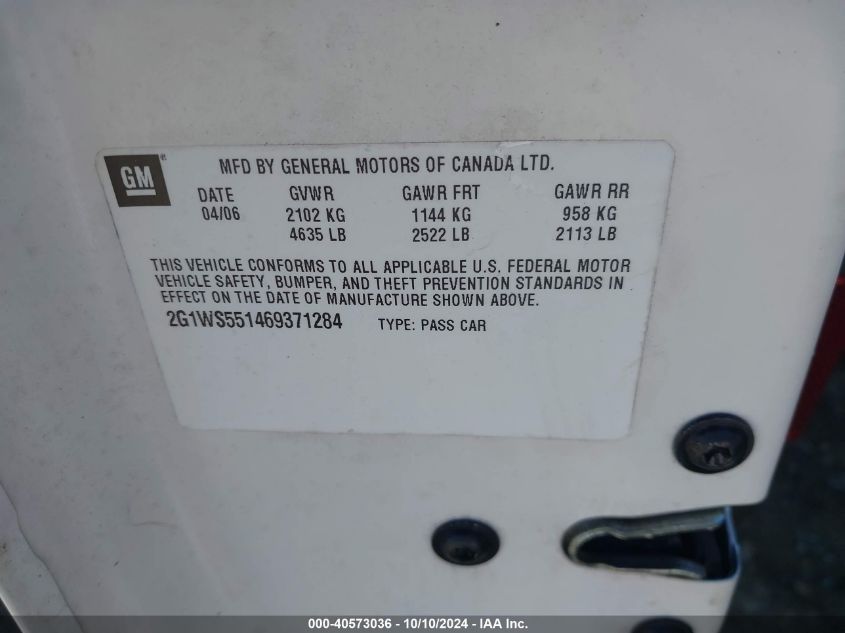 GM ® MFD BY GENERAL MOTORS OF CANADA LTD.
DATE GVWR GAWR FRT GAWR RR
04/06 2102 KG 1144 KG 958 KG
4635 LB 2522 LB 2113 LB
THIS VEHICLE CONFORMS TO ALL APPLICABLE U.S. FEDERAL MOTOR
VEHICLE SAFETY, BUMPER, AND THEFT PREVENTION STANDARDS IN
EFFECT ON THE DATE OF MANUFACTURE SHOWN ABOVE.
2G1WS551469371284 TYPE: PASS CAR
000-40573036 - 10/10/2024 - IAA Inc.